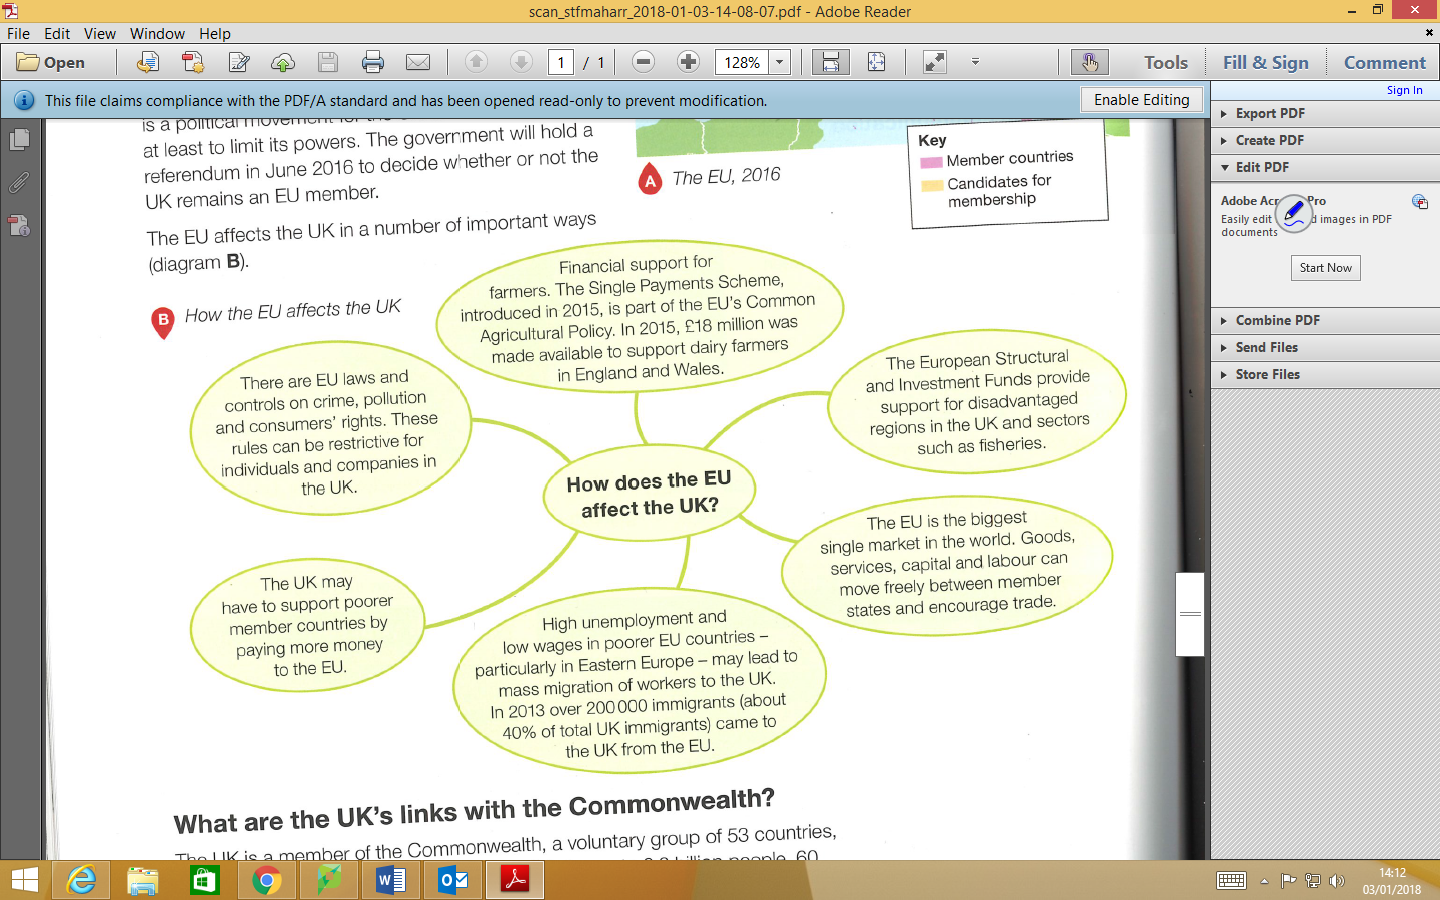 scan_stfmaharr_2018-01-03-14-08-07.pdf - Adobe Reader
File Edit View Window Help
Open 1 / 1 128% Tools Fill & Sign Comment
This file claims compliance with the PDF/A standard and has been opened read-only to prevent modification. Enable Editing
Sign In
Export PDF
Create PDF
Edit PDF
Adobe Pro
Easily edit images in PDF
documents
Start Now
Combine PDF
Send Files
Store Files
is a political movement for the
at least to limit its powers. The government will hold a
referendum in June 2016 to decide whether or not the
UK remains an EU member.
The EU affects the UK in a number of important ways
(diagram B).
A The EU, 2016
Key
Member countries
Candidates for
membership
B How the EU affects the UK
Financial support for
farmers. The Single Payments Scheme,
introduced in 2015, is part of the EU's Common
Agricultural Policy. In 2015, £18 million was
made available to support dairy farmers
in England and Wales.
There are EU laws and
controls on crime, pollution
and consumers' rights. These
rules can be restrictive for
individuals and companies in
the UK.
The European Structural
and Investment Funds provide
support for disadvantaged
regions in the UK and sectors
such as fisheries.
How does the EU
affect the UK?
The EU is the biggest
single market in the world. Goods,
services, capital and labour can
move freely between member
states and encourage trade.
The UK may
have to support poorer
member countries by
paying more money
to the EU.
High unemployment and
low wages in poorer EU countries –
particularly in Eastern Europe – may lead to
mass migration of workers to the UK.
In 2013 over 200 000 immigrants (about
40% of total UK immigrants) came to
the UK from the EU.
What are the UK's links with the Commonwealth?
The UK is a member of the Commonwealth, a voluntary group of 53 countries,
billion people, 60
14:12
03/01/2018